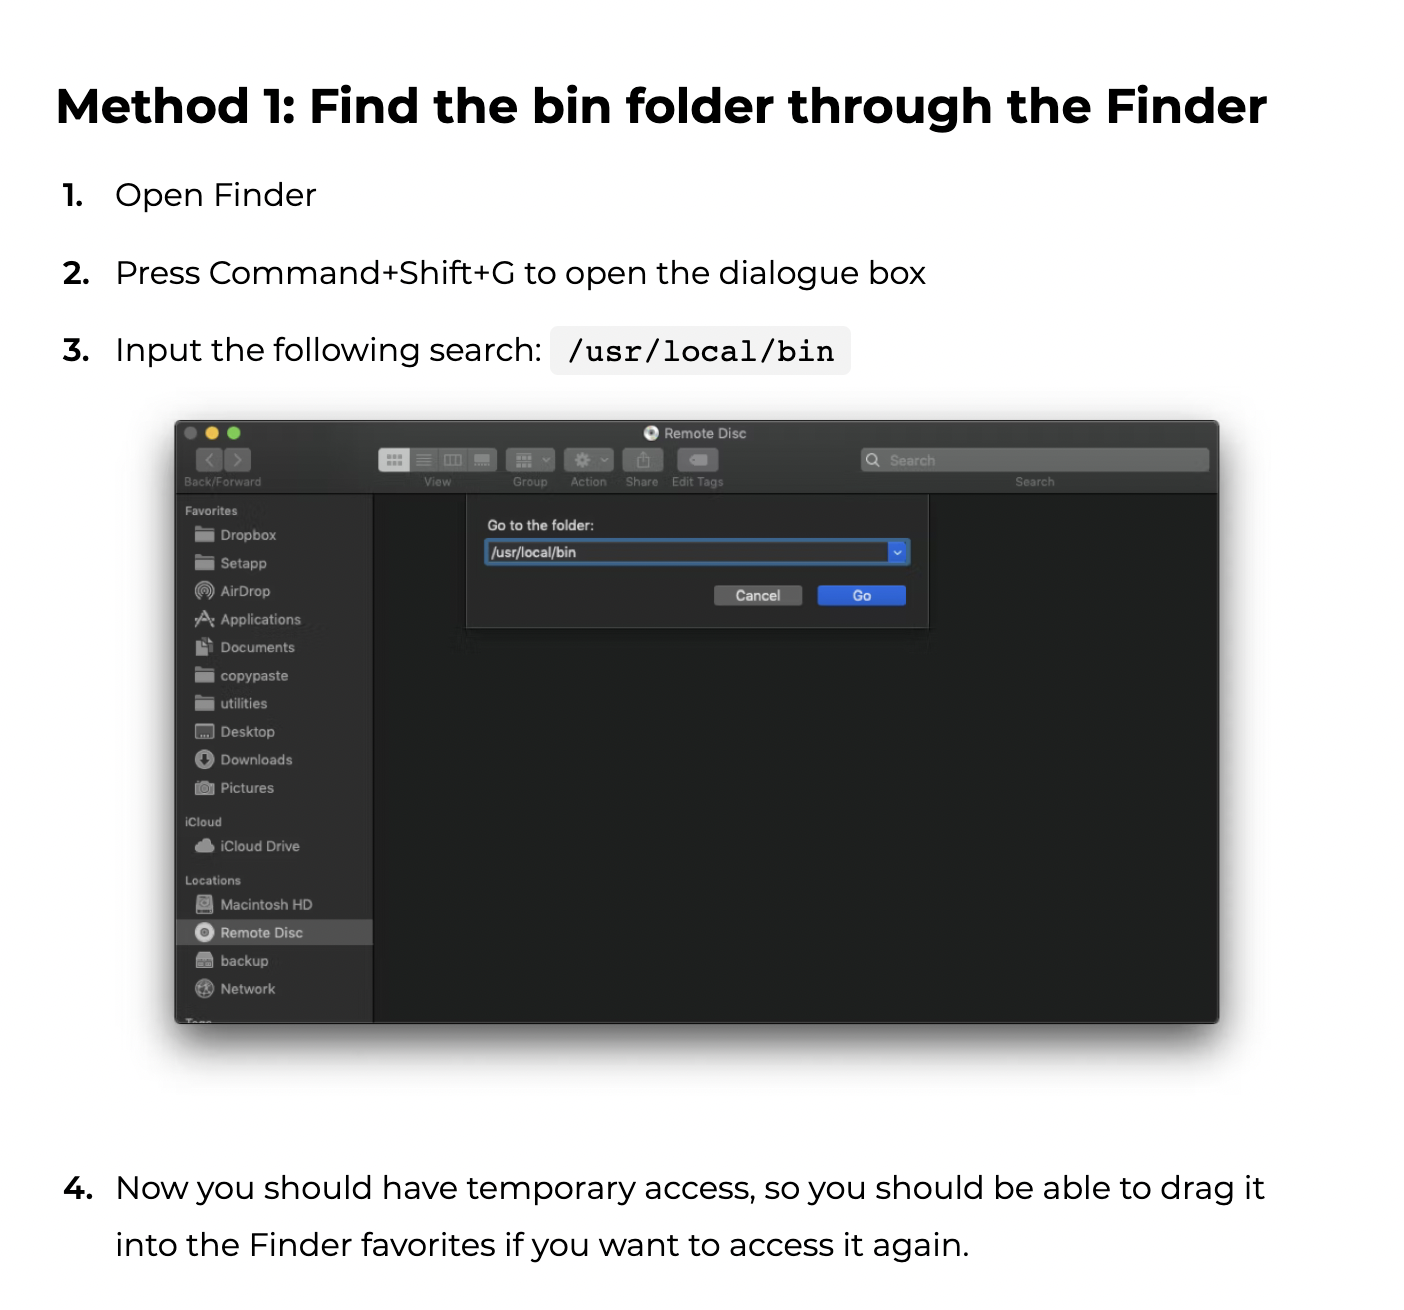 Method 1: Find the bin folder through the Finder
1. Open Finder
2. Press Command+Shift+G to open the dialogue box
3. Input the following search: /usr/local/bin
Remote Disc
Search
Back/Forward
View
Group
Action
Share
Edit Tags
Search
Favorites
Dropbox
Setapp
AirDrop
Applications
Documents
copypaste
utilities
Desktop
Downloads
Pictures
iCloud
iCloud Drive
Locations
Macintosh HD
Remote Disc
backup
Network
Tags
Go to the folder:
/usr/local/bin
Cancel
Go
4. Now you should have temporary access, so you should be able to drag it
into the Finder favorites if you want to access it again.